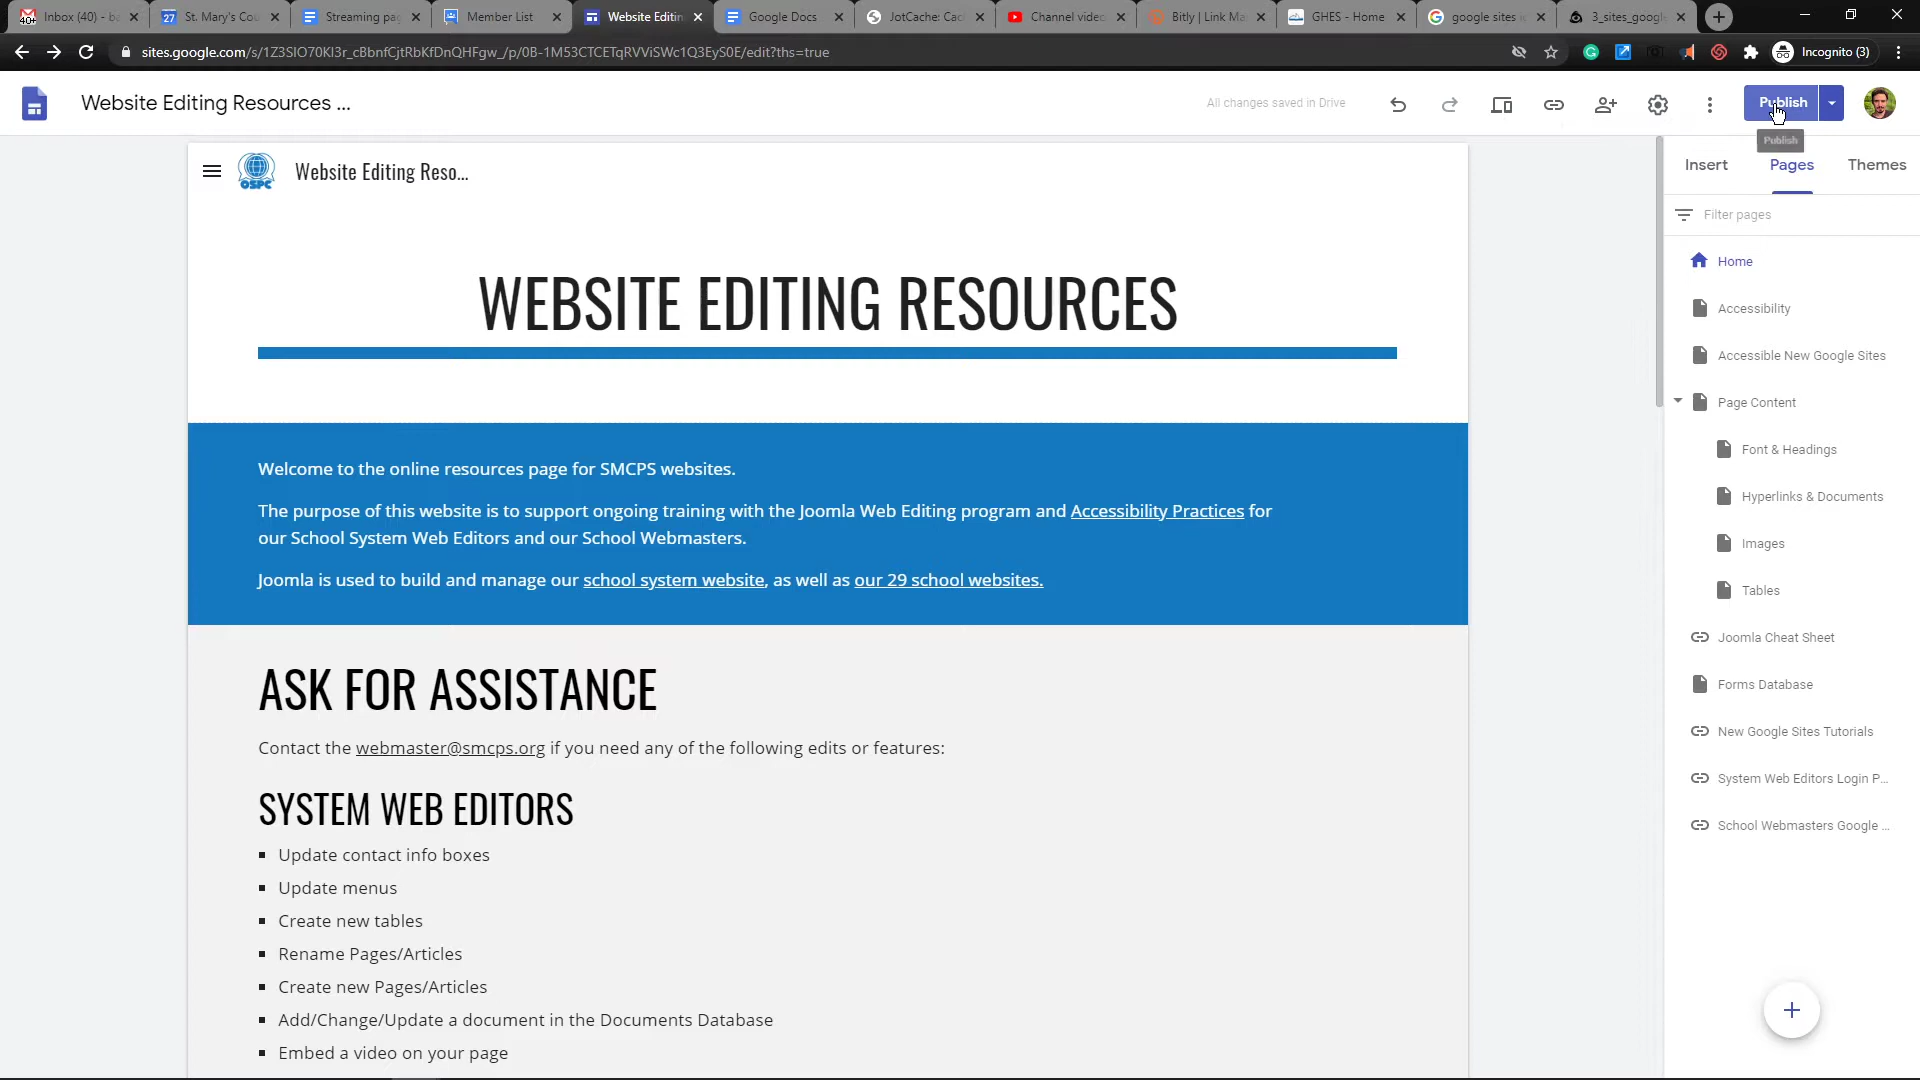 Inbox (40) - b
St. Mary's Cou
Streaming pag
Member List
Website Editin
Google Docs
JotCache: Cac
Channel video
Bitly | Link Ma
GHES - Home
google sites i
3_sites_google
sites.google.com/s/1Z3SIO70KI3r_cBbnfCjtRbKfDnQHFgw_/p/0B-1M53CTCETqRVViSWc1Q3EyS0E/edit?ths=true
Incognito (3)
Website Editing Resources ...
All changes saved in Drive
Publish
Publish
Website Editing Reso...
OSPC
Insert
Pages
Themes
Filter pages
WEBSITE EDITING RESOURCES
Home
Accessibility
Accessible New Google Sites
Page Content
Font & Headings
Hyperlinks & Documents
Images
Tables
Joomla Cheat Sheet
Forms Database
New Google Sites Tutorials
System Web Editors Login P...
School Webmasters Google ...
Welcome to the online resources page for SMCPS websites.
The purpose of this website is to support ongoing training with the Joomla Web Editing program and Accessibility Practices for
our School System Web Editors and our School Webmasters.
Joomla is used to build and manage our school system website, as well as our 29 school websites.
ASK FOR ASSISTANCE
Contact the webmaster@smcps.org if you need any of the following edits or features:
SYSTEM WEB EDITORS
Update contact info boxes
Update menus
Create new tables
Rename Pages/Articles
Create new Pages/Articles
Add/Change/Update a document in the Documents Database
Embed a video on your page